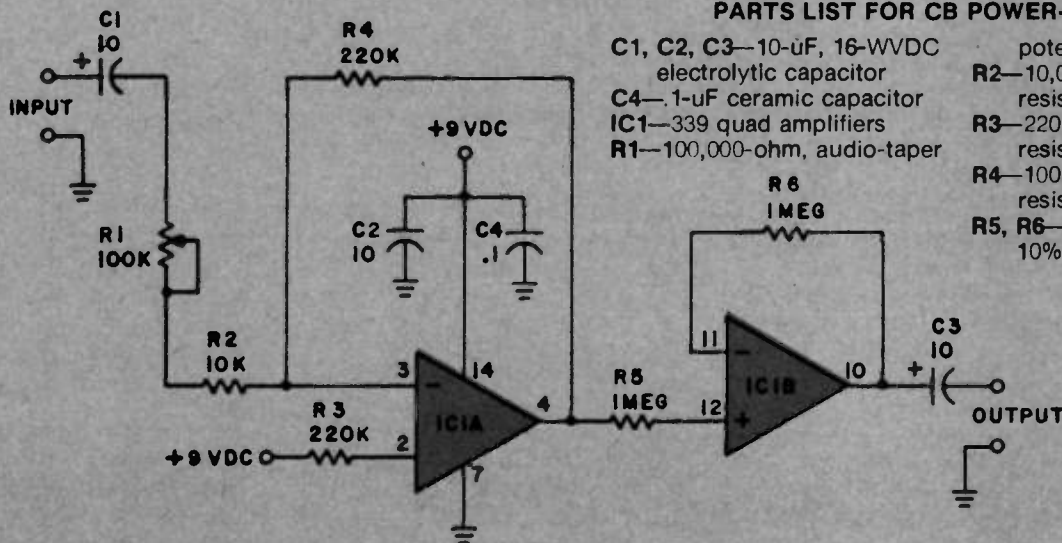 PARTS LIST FOR CB POWER-
C1, C2, C3—10-uF, 16-WVDC
electrolytic capacitor
C4—.1-uF ceramic capacitor
IC1—339 quad amplifiers
R1—100,000-ohm, audio-taper
pote
R2—10,0
resis
R3—220
resis
R4—100
resis
R5, R6—
10%
C1
10
+
INPUT
R1
100K
R2
10K
R3
220K
+9 VDC
R4
220K
+9 VDC
C2
10
C4
.1
3
-
14
IC1A
4
2
7
R5
1MEG
R6
1MEG
11
-
IC1B
10
12
+
C3
10
+
OUTPUT